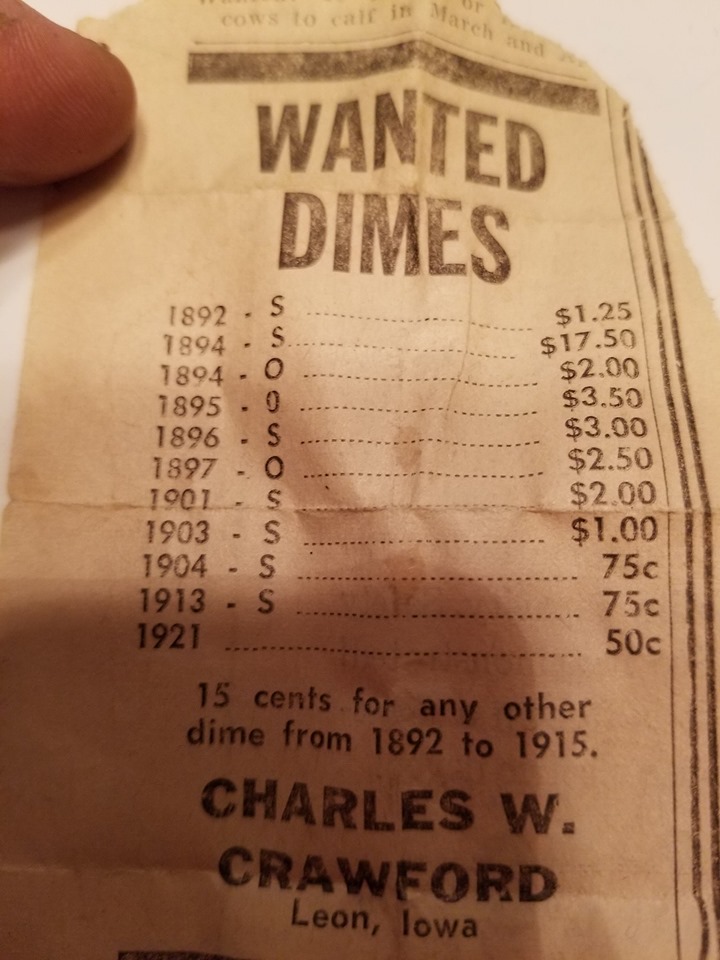 or
cows to calf in March and
WANTED
DIMES
1892 - S ........................ $1.25
1894 - S ........................ $17.50
1894 - O ........................ $2.00
1895 - 0 ........................ $3.50
1896 - S ........................ $3.00
1897 - O ........................ $2.50
1901 - S ........................ $2.00
1903 - S ........................ $1.00
1904 - S ........................ 75c
1913 - S ........................ 75c
1921 ........................ 50c
15 cents for any other
dime from 1892 to 1915.
CHARLES W.
CRAWFORD
Leon, Iowa